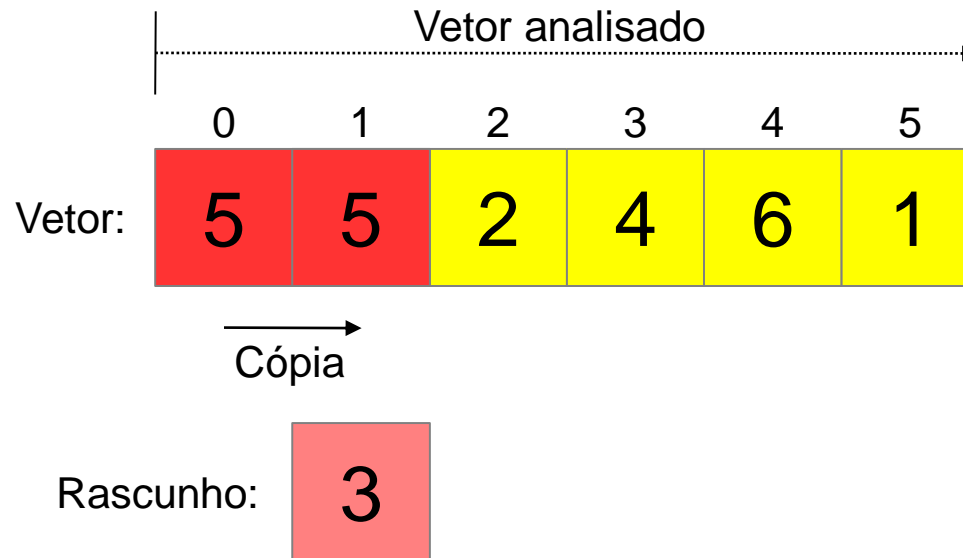 Vetor analisado
0 1 2 3 4 5
Vetor: 5 5 2 4 6 1
Cópia
Rascunho: 3